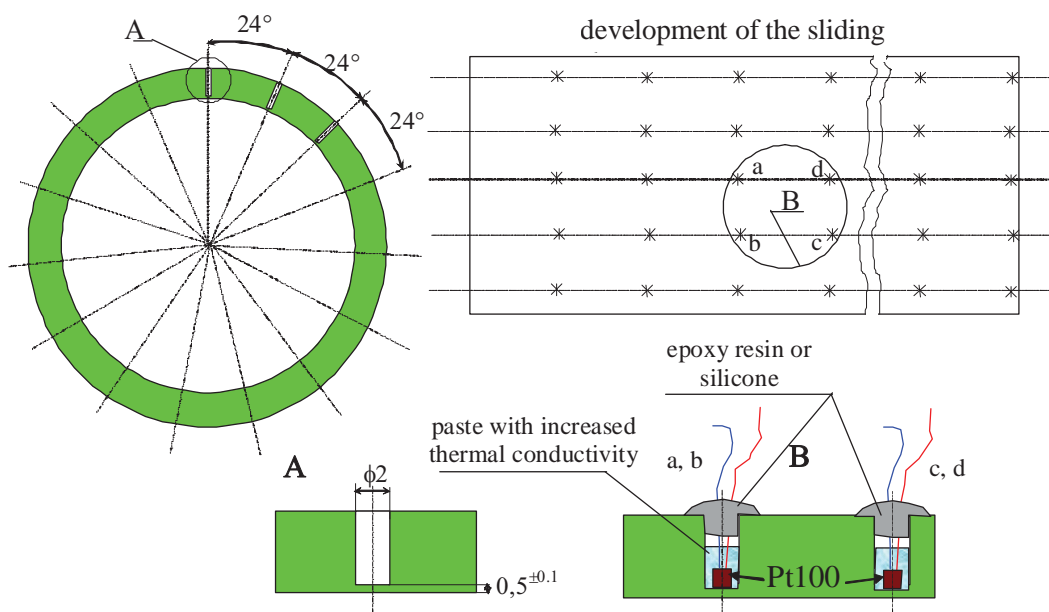 24°
A
24°
24°
development of the sliding
a
d
B
b
c
epoxy resin or
silicone
paste with increased
thermal conductivity
a, b
B
c, d
A
ϕ2
0,5±0.1
Pt100